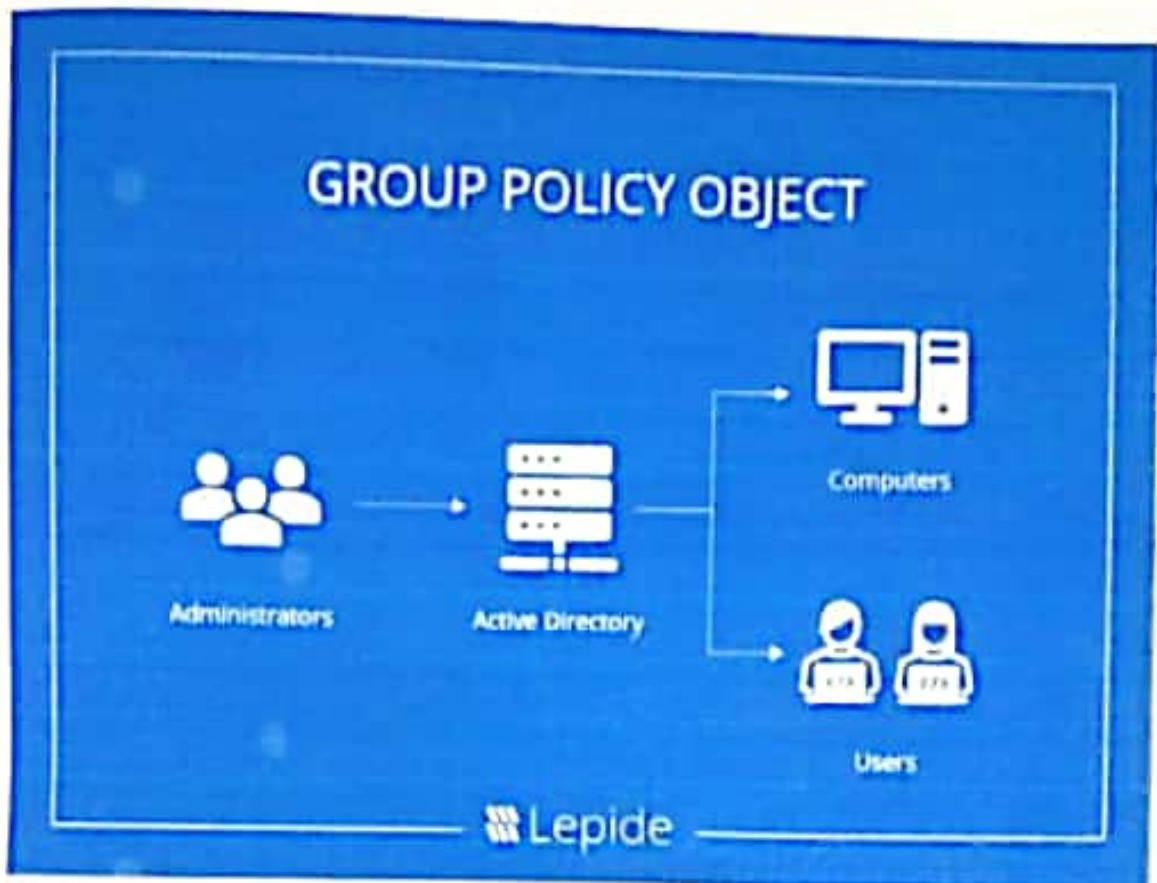 GROUP POLICY OBJECT
Computers
Administrators
Active Directory
Users
Lepide